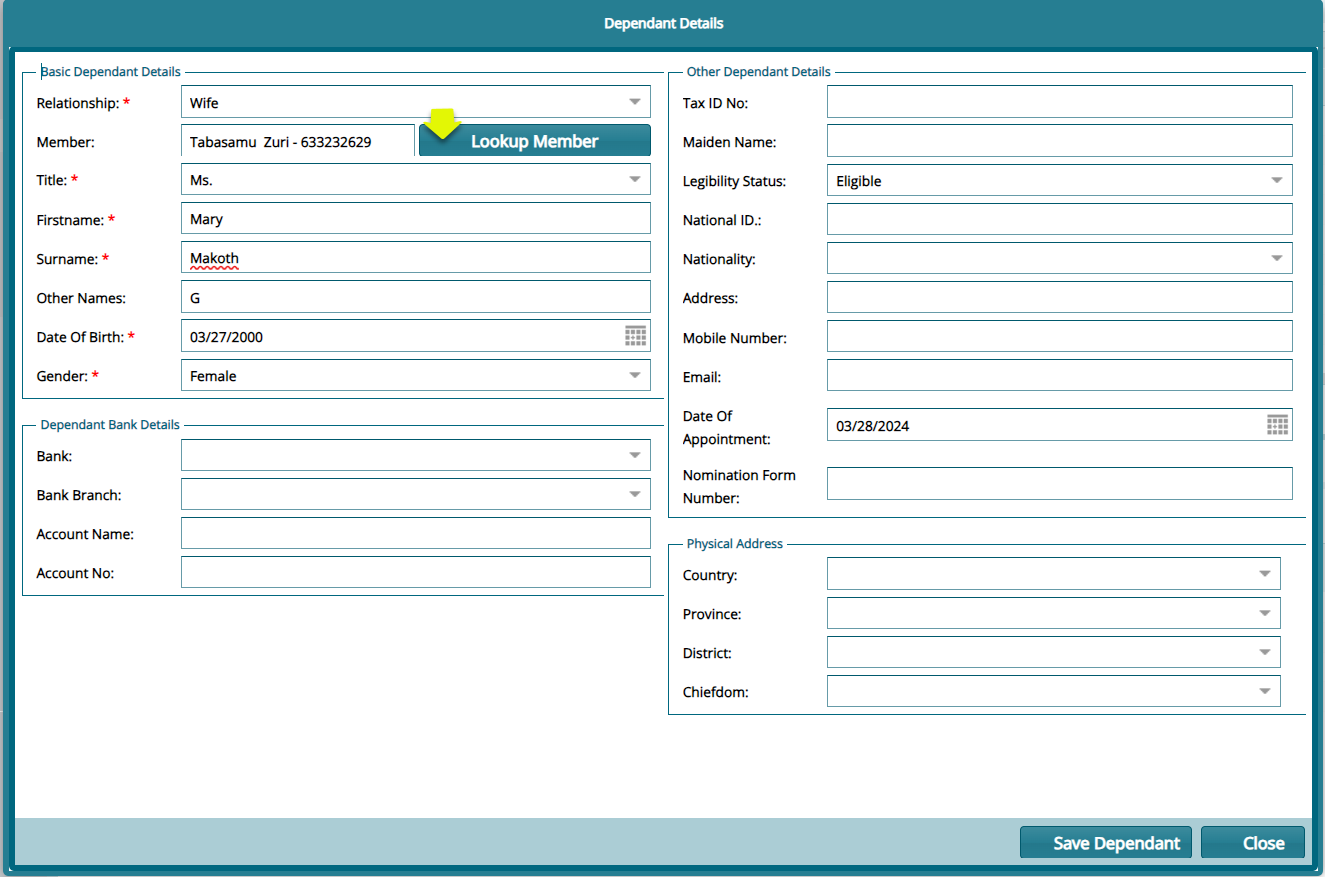 Dependant Details
Basic Dependant Details
Relationship: * Wife
Member: Tabasamu Zuri - 633232629 Lookup Member
Title: * Ms.
Firstname: * Mary
Surname: * Makoth
Other Names: G
Date Of Birth: * 03/27/2000
Gender: * Female
Dependant Bank Details
Bank:
Bank Branch:
Account Name:
Account No:
Other Dependant Details
Tax ID No:
Maiden Name:
Legibility Status: Eligible
National ID.:
Nationality:
Address:
Mobile Number:
Email:
Date Of
Appointment: 03/28/2024
Nomination Form
Number:
Physical Address
Country:
Province:
District:
Chiefdom:
Save Dependant Close